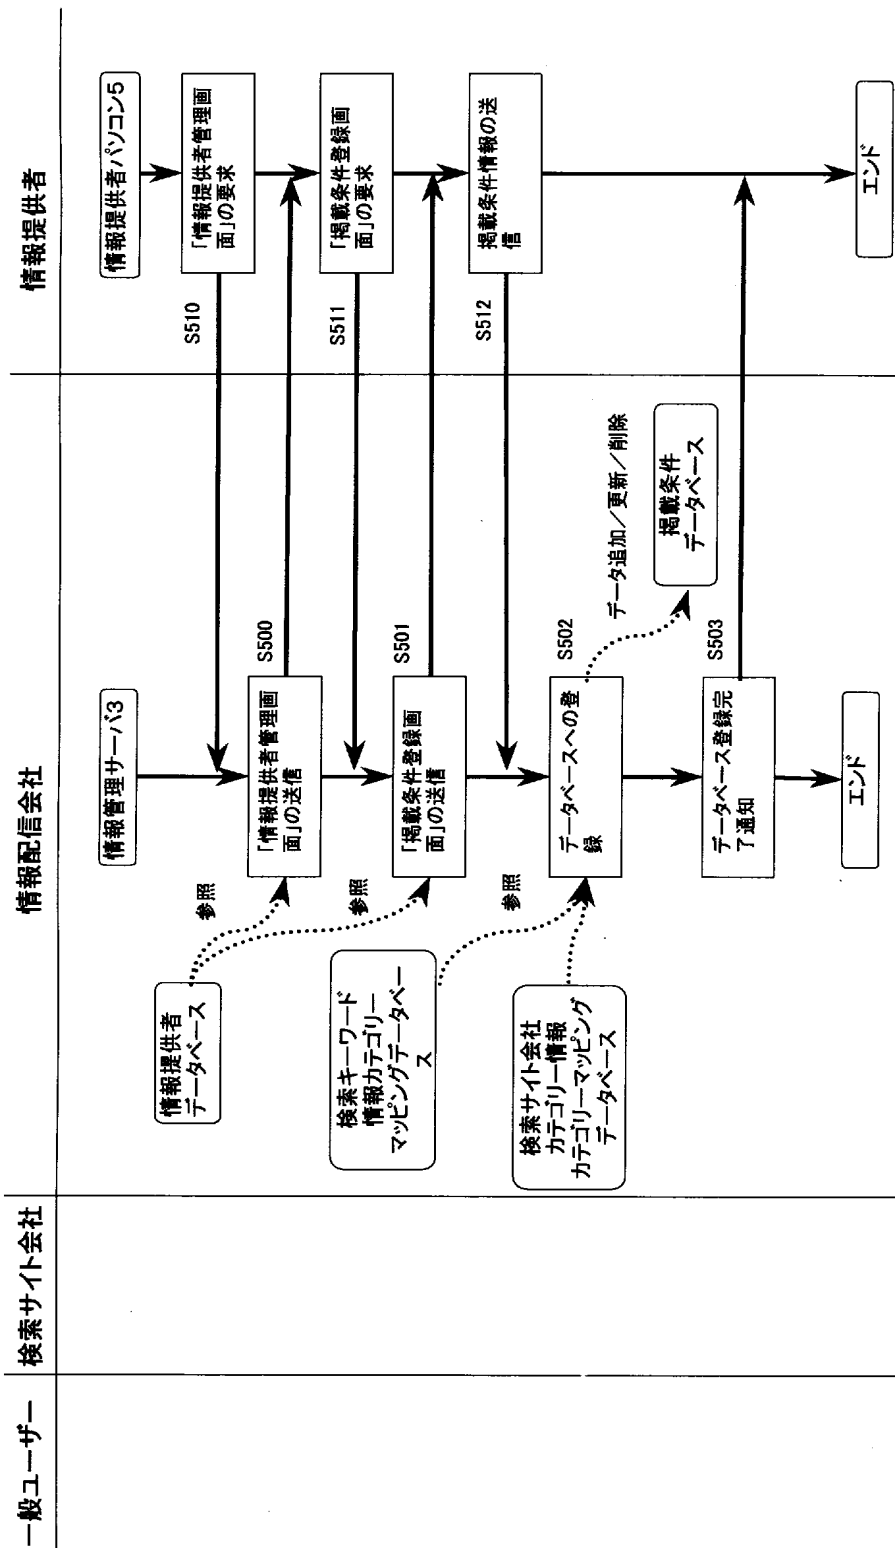 一般ユーザー
検索サイト会社
情報配信会社
情報提供者
情報管理サーバ3
情報提供者パソコン5
「情報提供者管理画
面」の要求
S510
情報提供者
データベース
参照
「情報提供者管理画
面」の送信
S500
「掲載条件登録画
面」の要求
S511
参照
「掲載条件登録画
面」の送信
S501
検索キーワード
情報カテゴリー
マッピングデータベー
ス
掲載条件情報の送
信
S512
参照
データベースへの登
録
S502
データ追加／更新／削除
検索サイト会社
カテゴリー情報
カテゴリーマッピング
データベース
掲載条件
データベース
データベース登録完
了通知
S503
エンド
エンド